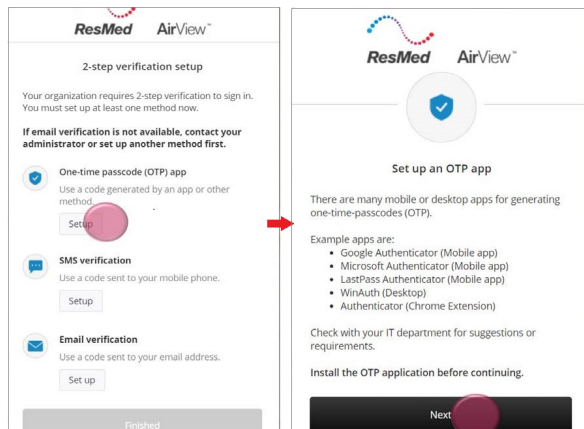 ResMed AirView™
2-step verification setup
Your organization requires 2-step verification to sign in.
You must set up at least one method now.
If email verification is not available, contact your
administrator or set up another method first.
One-time passcode (OTP) app
Use a code generated by an app or other
method.
Setup
SMS verification
Use a code sent to your mobile phone.
Setup
Email verification
Use a code sent to your email address.
Set up
Finished
ResMed AirView™
Set up an OTP app
There are many mobile or desktop apps for generating
one-time-passcodes (OTP).
Example apps are:
• Google Authenticator (Mobile app)
• Microsoft Authenticator (Mobile app)
• LastPass Authenticator (Mobile app)
• WinAuth (Desktop)
• Authenticator (Chrome Extension)
Check with your IT department for suggestions or
requirements.
Install the OTP application before continuing.
Next